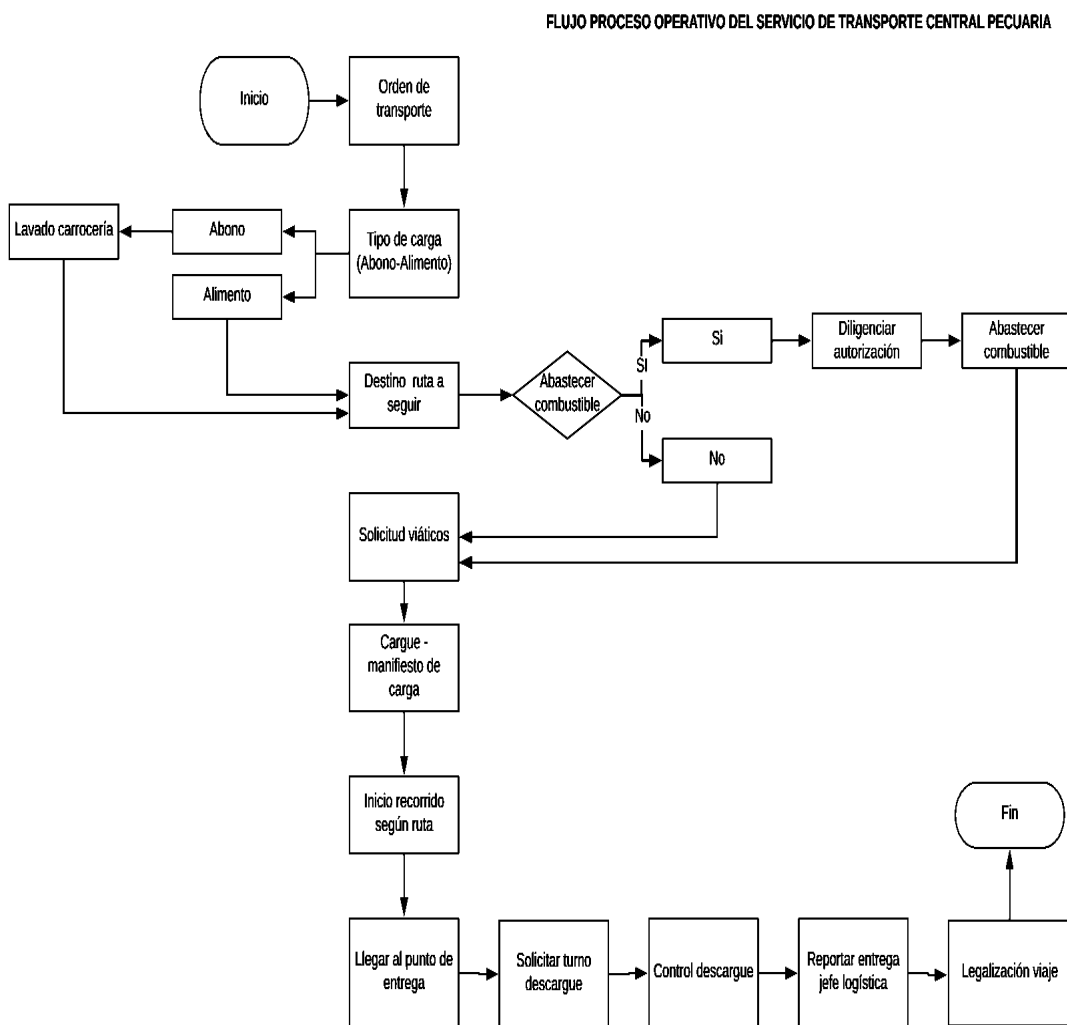 FLUJO PROCESO OPERATIVO DEL SERVICIO DE TRANSPORTE CENTRAL PECUARIA
Inicio
Orden de
transporte
Lavado carrocería
Abono
Tipo de carga
(Abono-Alimento)
Alimento
Destino ruta a
seguir
Abastecer
combustible
SI
No
Si
Diligenciar
autorización
Abastecer
combustible
No
Solicitud viáticos
Cargue -
manifiesto de
carga
Inicio recorrido
según ruta
Fin
Llegar al punto de
entrega
Solicitar turno
descargue
Control descargue
Reportar entrega
jefe logística
Legalización viaje